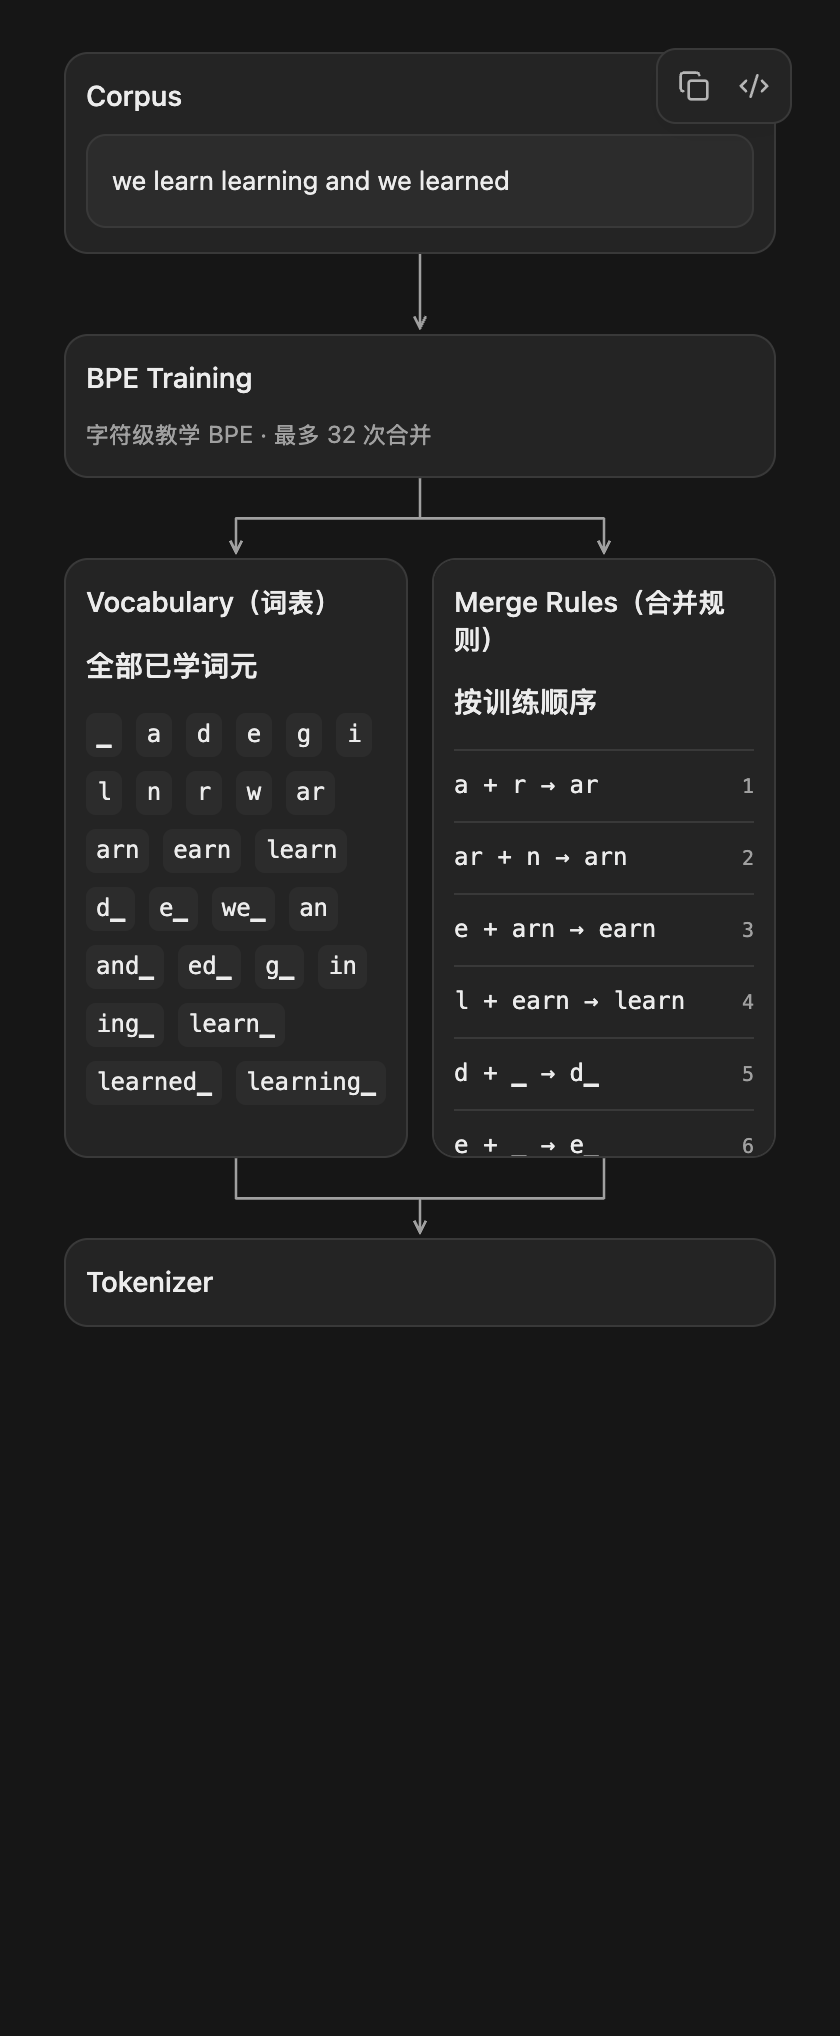 Corpus
we learn learning and we learned
BPE Training
字符级教学 BPE · 最多 32 次合并
Vocabulary（词表）
全部已学词元
_ a d e g i
l n r w ar
arn earn learn
d_ e_ we_ an
and_ ed_ g_ in
ing_ learn_
learned_ learning_
Merge Rules（合并规
则）
按训练顺序
a + r → ar 1
ar + n → arn 2
e + arn → earn 3
l + earn → learn 4
d + _ → d_ 5
e + _ → e_ 6
Tokenizer